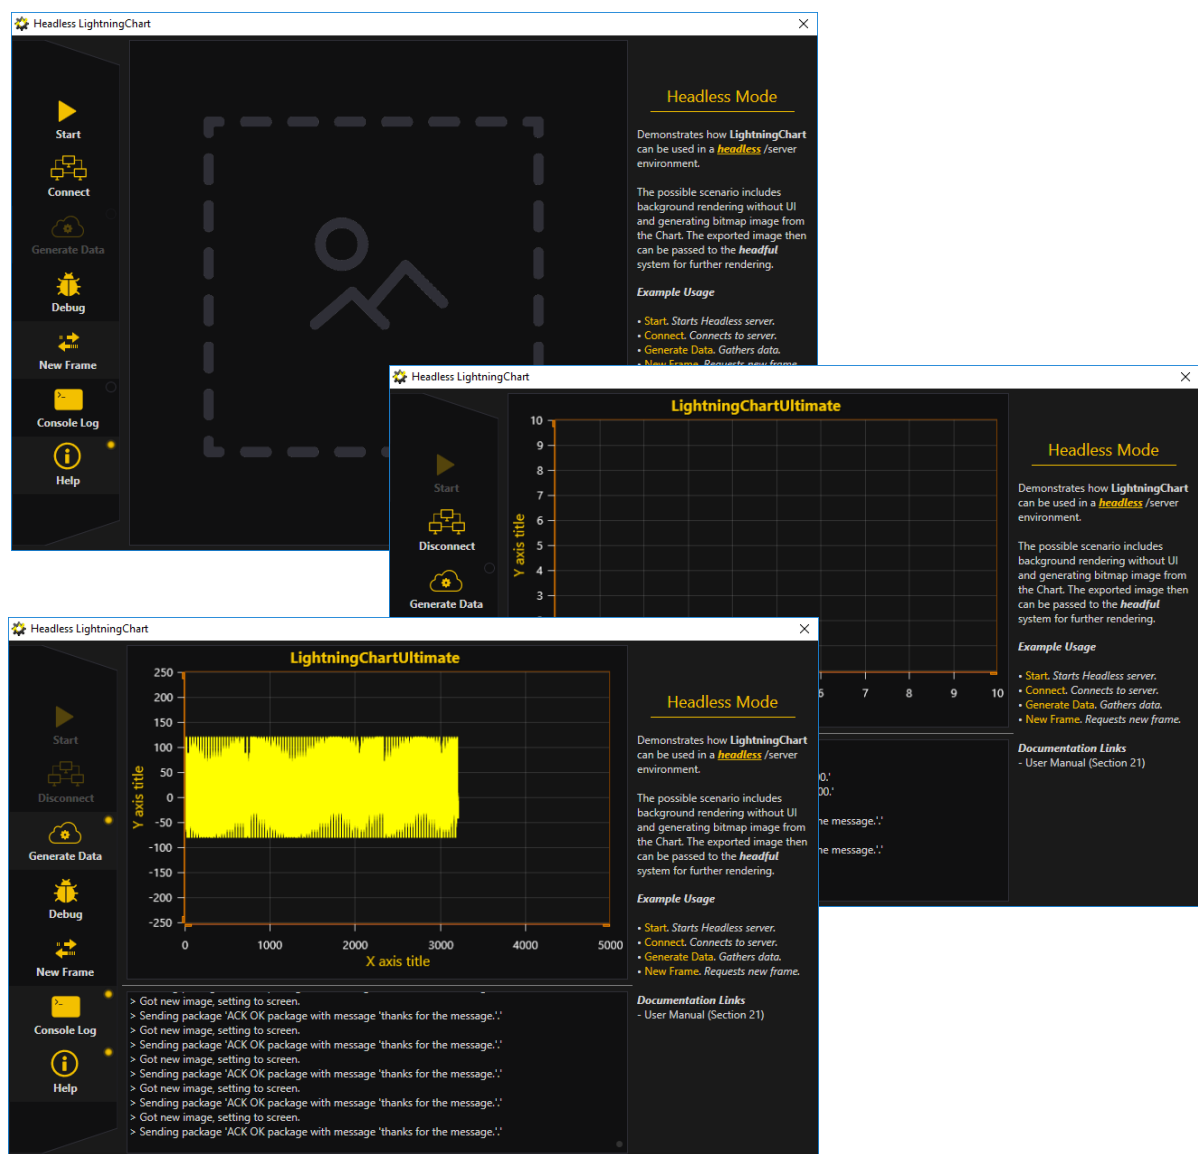 Headless LightningChart
Start
Connect
Generate Data
Debug
New Frame
Console Log
Help
Headless Mode
Demonstrates how LightningChart
can be used in a headless /server
environment.
The possible scenario includes
background rendering without UI
and generating bitmap image from
the Chart. The exported image then
can be passed to the headful
system for further rendering.
Example Usage
• Start. Starts Headless server.
• Connect. Connects to server.
• Generate Data. Gathers data.
• New Frame. Requests new frame.
Headless LightningChart
Start
Disconnect
Generate Data
LightningChartUltimate
10
9
8
7
6
5
4
3
Y axis title
6 7 8 9 10
Headless Mode
Demonstrates how LightningChart
can be used in a headless /server
environment.
The possible scenario includes
background rendering without UI
and generating bitmap image from
the Chart. The exported image then
can be passed to the headful
system for further rendering.
Example Usage
• Start. Starts Headless server.
• Connect. Connects to server.
• Generate Data. Gathers data.
• New Frame. Requests new frame.
Documentation Links
- User Manual (Section 21)
00.'
he message.'.'
he message.'.'
Headless LightningChart
Start
Disconnect
Generate Data
Debug
New Frame
Console Log
Help
LightningChartUltimate
250
200
150
100
50
0
-50
-100
-150
-200
-250
Y axis title
0 1000 2000 3000 4000 5000
X axis title
> Got new image, setting to screen.
> Sending package 'ACK OK package with message 'thanks for the message.'.'
> Got new image, setting to screen.
> Sending package 'ACK OK package with message 'thanks for the message.'.'
> Got new image, setting to screen.
> Sending package 'ACK OK package with message 'thanks for the message.'.'
> Got new image, setting to screen.
> Sending package 'ACK OK package with message 'thanks for the message.'.'
> Got new image, setting to screen.
> Sending package 'ACK OK package with message 'thanks for the message.'.'
Headless Mode
Demonstrates how LightningChart
can be used in a headless /server
environment.
The possible scenario includes
background rendering without UI
and generating bitmap image from
the Chart. The exported image then
can be passed to the headful
system for further rendering.
Example Usage
• Start. Starts Headless server.
• Connect. Connects to server.
• Generate Data. Gathers data.
• New Frame. Requests new frame.
Documentation Links
- User Manual (Section 21)